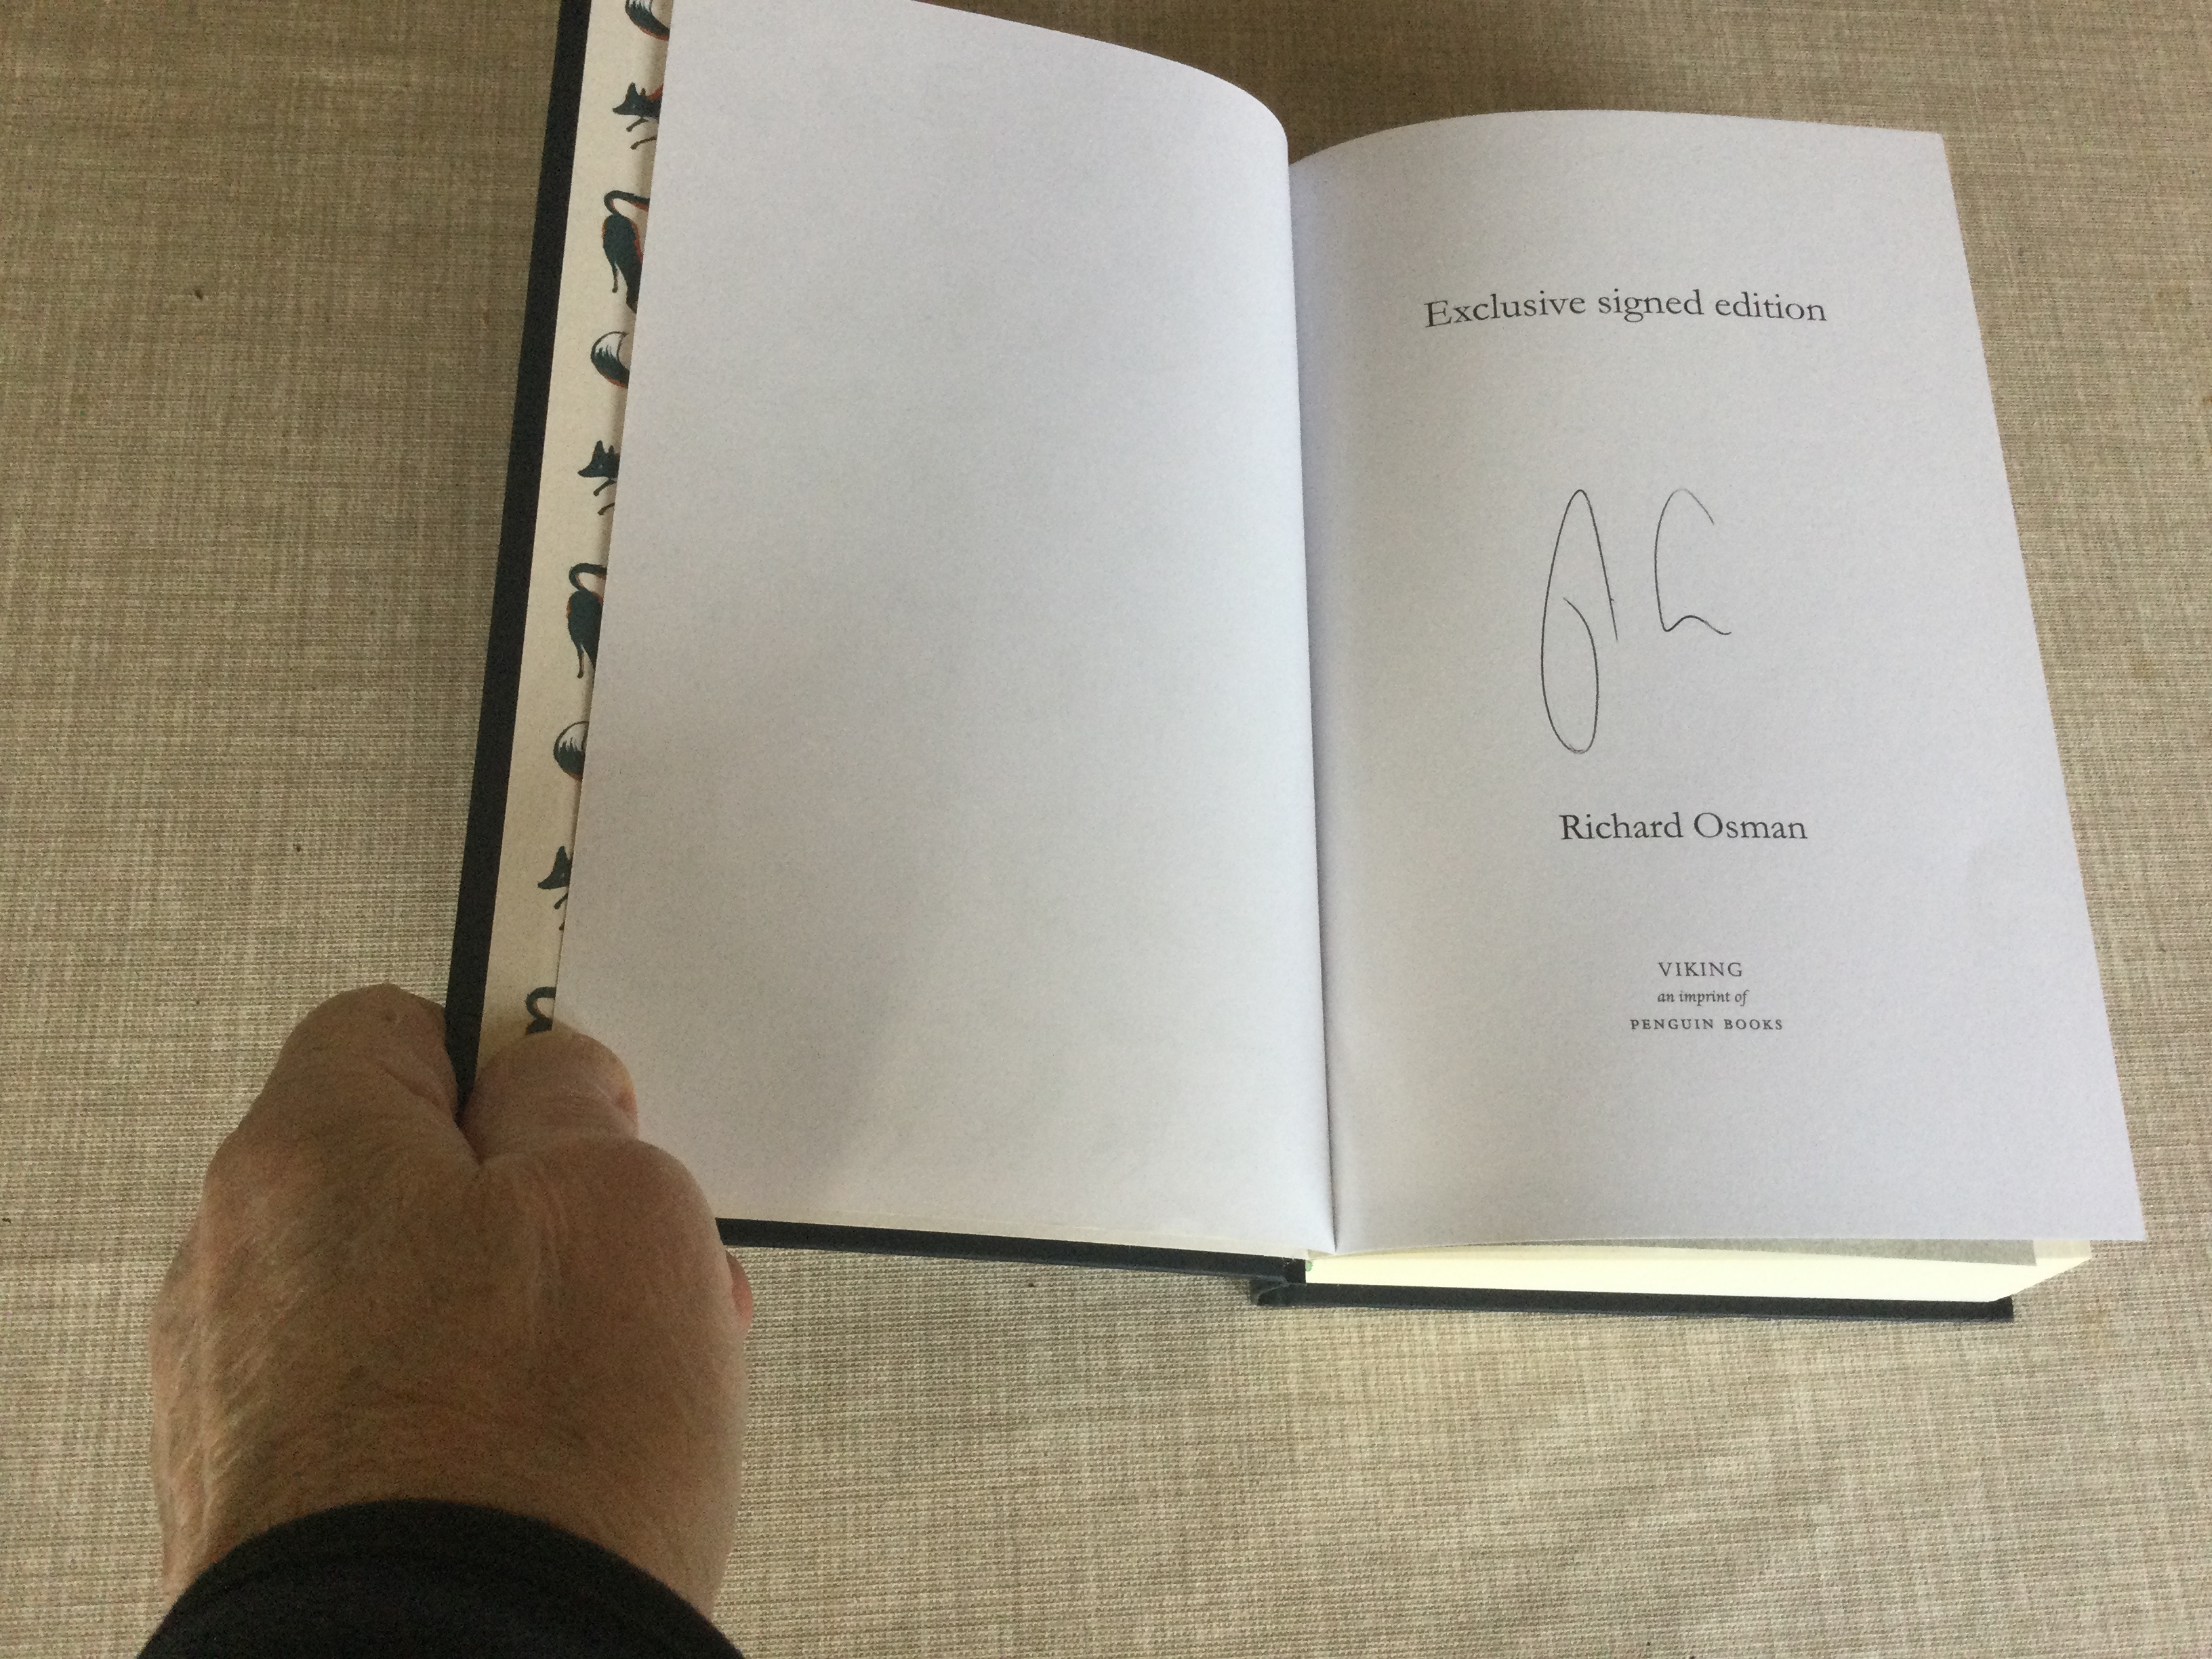 Exclusive signed edition
Richard Osman
VIKING
an imprint of
PENGUIN BOOKS